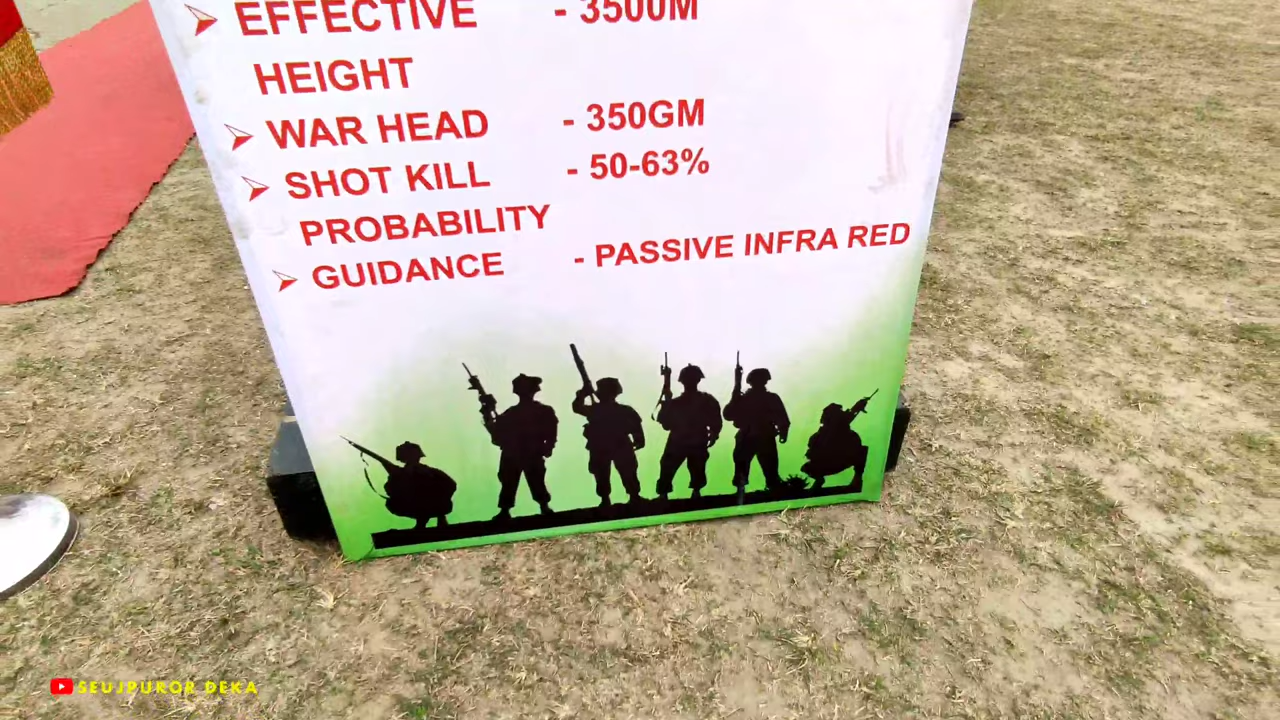 EFFECTIVE - 3500M
HEIGHT
WAR HEAD - 350GM
SHOT KILL - 50-63%
PROBABILITY
GUIDANCE - PASSIVE INFRA RED
SEUJPUROR DEKA